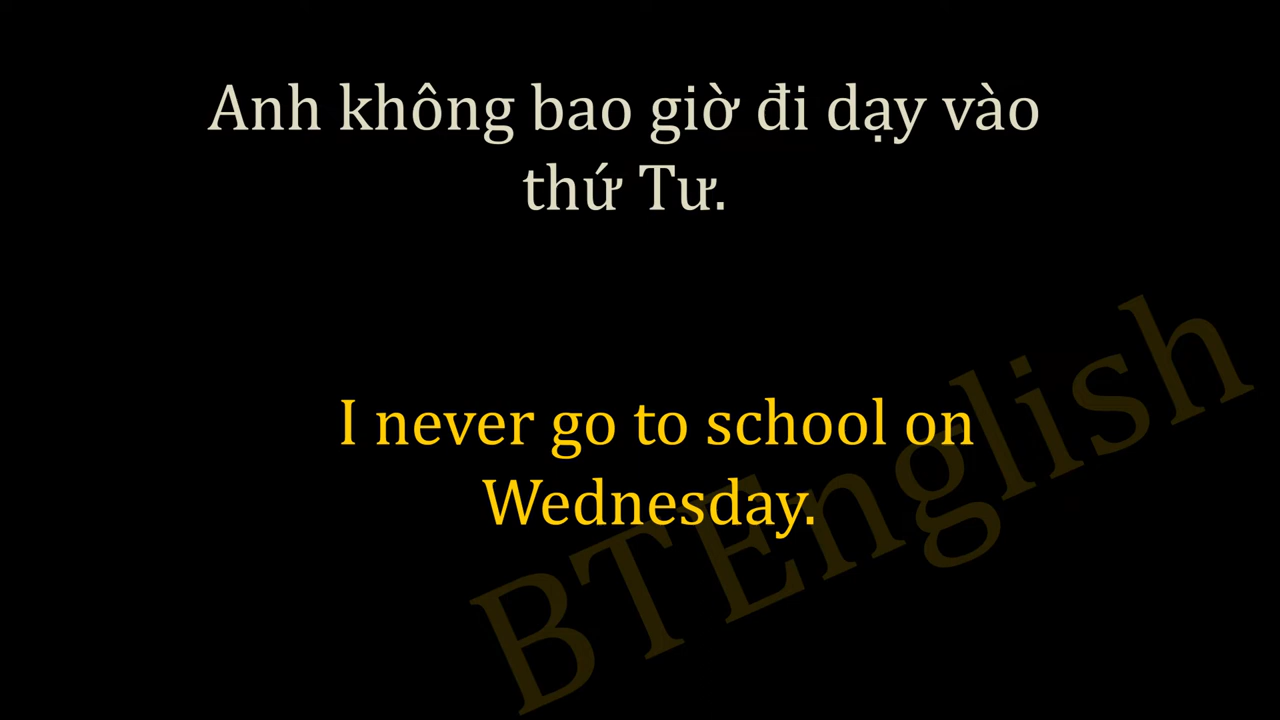 Anh không bao giờ đi dạy vào
thứ Tư.
I never go to school on
Wednesday.
BTEnglish